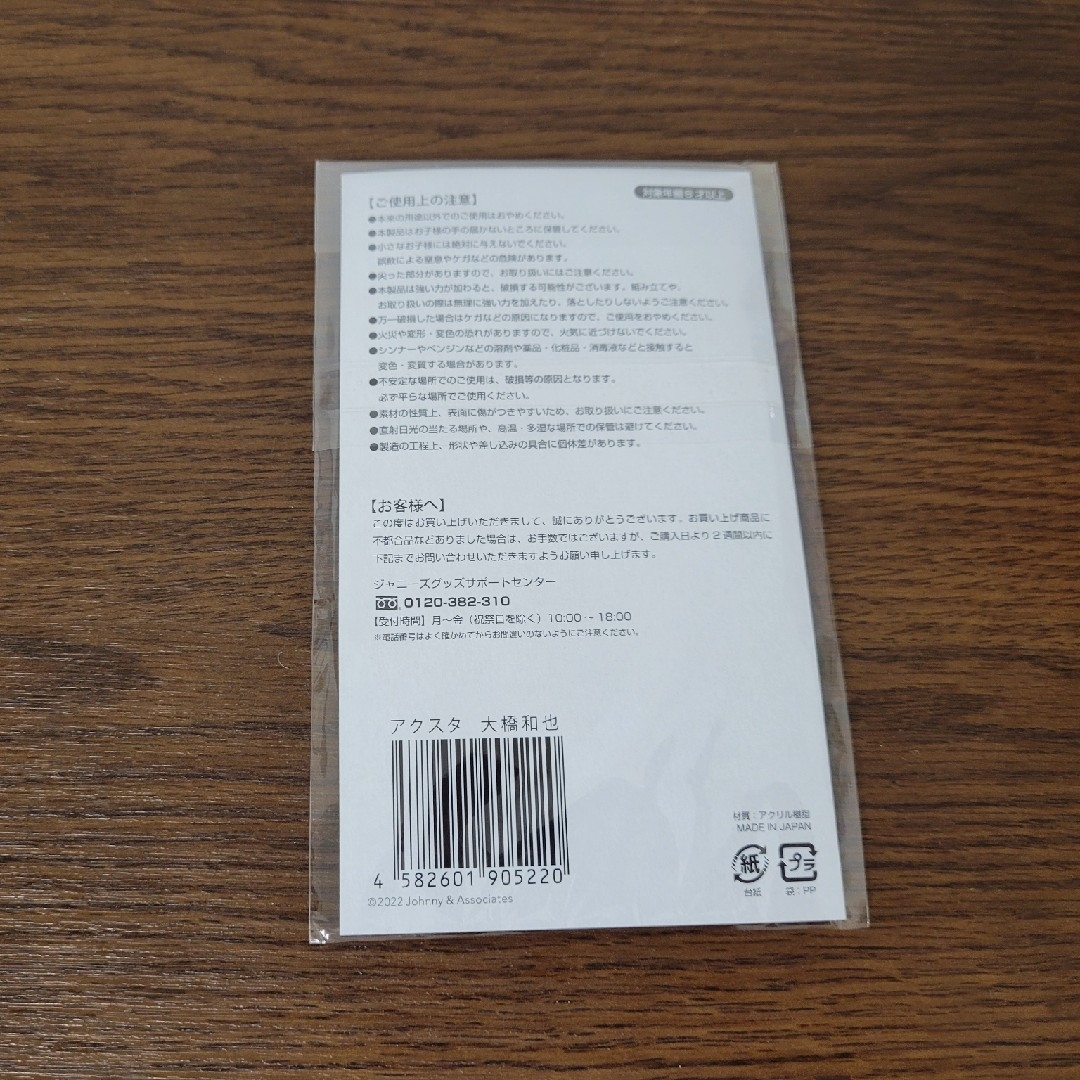 【ご使用上の注意】
対象年齢6才以上
●本来の用途以外でのご使用はおやめください。
●本製品はお子様の手の届かないところに保管してください。
●小さなお子様には絶対に与えないでください。
誤飲による窒息やケガなどの危険があります。
●尖った部分がありますので、お取り扱いにはご注意ください。
●本製品は強い力が加わると、破損する可能性がございます。組み立てや、
お取り扱いの際は無理に強い力を加えたり、落としたりしないようご注意ください。
●万一破損した場合はケガなどの原因になりますので、ご使用をおやめください。
●火災や変形・変色の恐れがありますので、火気に近づけないでください。
●シンナーやベンジンなどの溶剤や薬品・化粧品・消毒液などと接触すると
変色・変質する場合があります。
●不安定な場所でのご使用は、破損等の原因となります。
必ず平らな場所でご使用ください。
●素材の性質上、表面に傷がつきやすいため、お取り扱いにご注意ください。
●直射日光の当たる場所や、高温・多湿な場所での保管は避けてください。
●製造の工程上、形状や差し込みの具合に個体差があります。
【お客様へ】
この度はお買い上げいただきまして、誠にありがとうございます。お買い上げ商品に
不都合品などありました場合は、お手数ではございますが、ご購入日より2週間以内に
下記までお問い合わせいただきますようお願い申し上げます。
ジャニーズグッズサポートセンター
0120-382-310
【受付時間】月〜金（祝祭日を除く）10:00〜18:00
※電話番号はよく確かめてからお間違いのないようにご注意ください。
アクスタ 大橋和也
4 582601 905220
©2022 Johnny & Associates
材質：アクリル樹脂
MADE IN JAPAN
紙 プラ
台紙 袋：PP